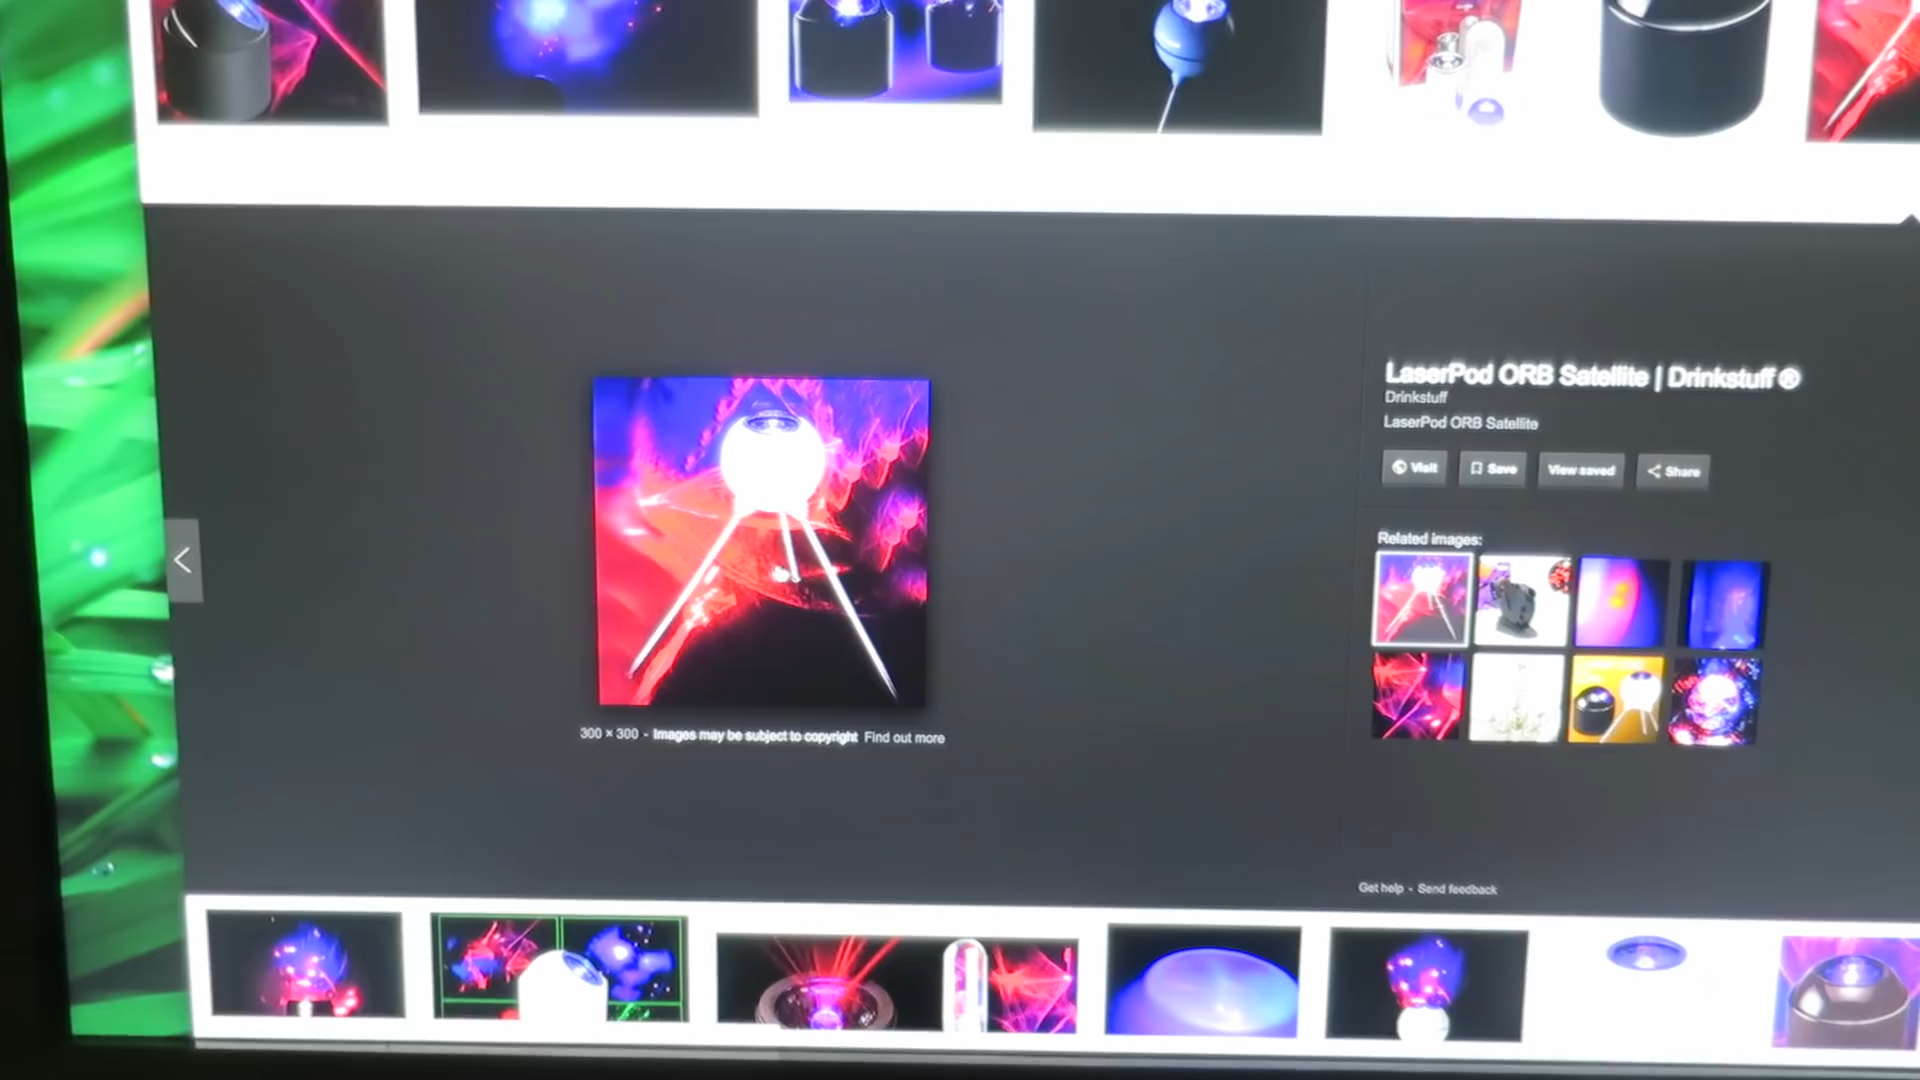 LaserPod ORB Satellite | Drinkstuff ®
Drinkstuff
LaserPod ORB Satellite
Visit
Save
View saved
Share
Related images:
300 × 300 - Images may be subject to copyright Find out more
Get help - Send feedback